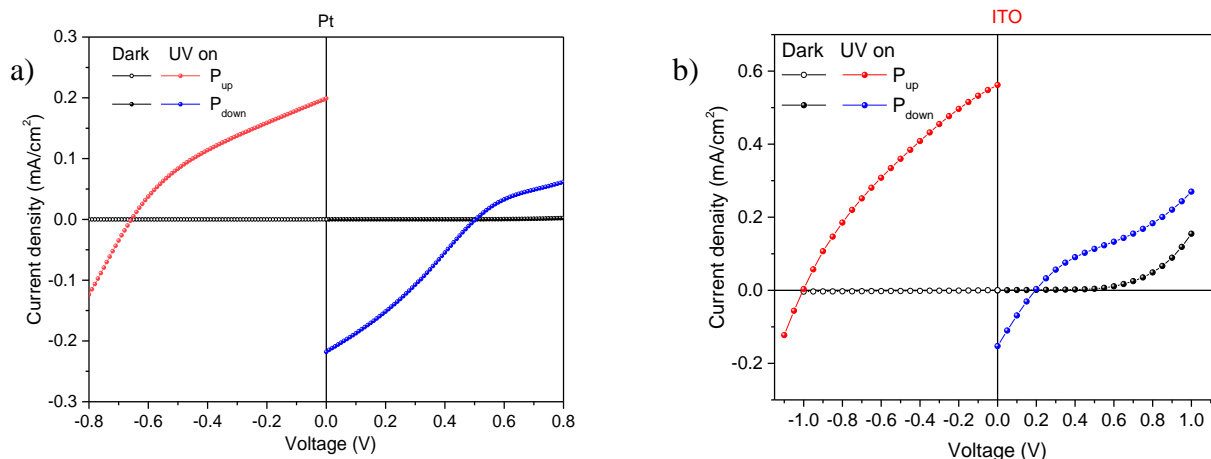 a)
Pt
Dark UV on
P_up
P_down
Current density (mA/cm²)
0.3
0.2
0.1
0.0
-0.1
-0.2
-0.3
-0.8 -0.6 -0.4 -0.2 0.0 0.2 0.4 0.6 0.8
Voltage (V)
b)
ITO
Dark UV on
P_up
P_down
Current denaity (mA/cm²)
0.6
0.4
0.2
0.0
-0.2
-1.0 -0.8 -0.6 -0.4 -0.2 0.0 0.2 0.4 0.6 0.8 1.0
Voltage (V)